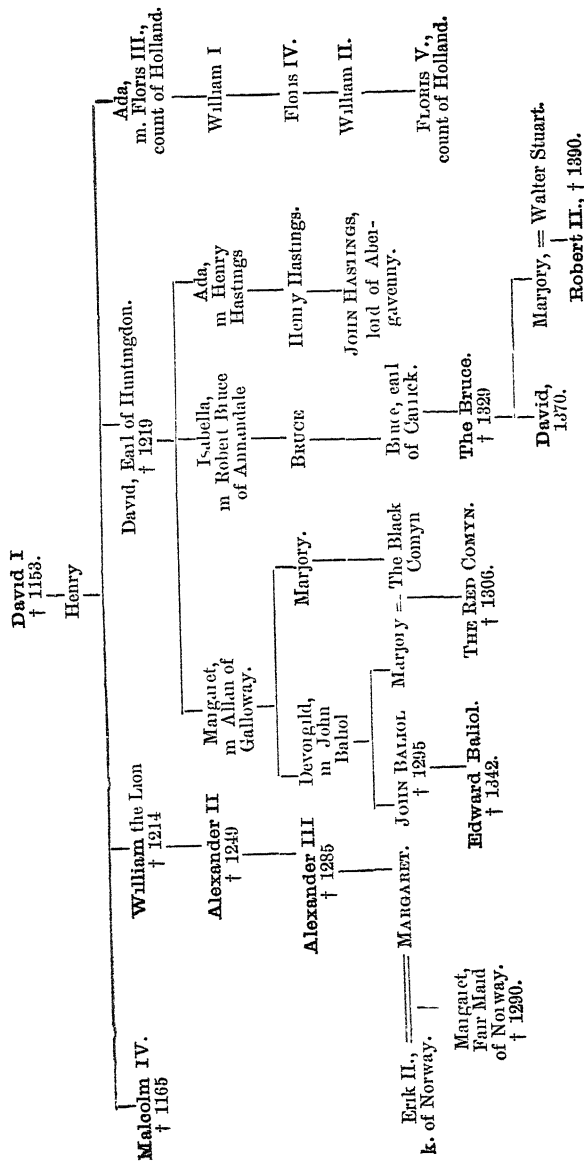 David I
† 1153.
Henry
Malcolm IV.
† 1165
William the Lion
† 1214
David, Earl of Huntingdon.
† 1219
Ada,
m. Floris III.,
count of Holland.
Alexander II
† 1249
Margaret,
m Allan of
Galloway.
Isabella,
m Robert Bruce
of Annandale
Ada,
m Henry
Hastings
William I
Alexander III
† 1285
Devorguld,
m John
Baliol
Marjory.
BRUCE
Henry Hastings.
Floris IV.
Erik II.,
k. of Norway.
MARGARET.
JOHN BALIOL
† 1295
Marjory = The Black
Comyn
Bruce, earl
of Carrick.
JOHN HASTINGS,
lord of Aber-
gavenny.
William II.
Margaret,
Fair Maid
of Norway.
† 1290.
Edward Baliol.
† 1342.
THE RED COMYN.
† 1306.
The Bruce.
† 1329
FLORIS V.,
count of Holland.
David,
1370.
Marjory, = Walter Stuart.
Robert II., † 1390.